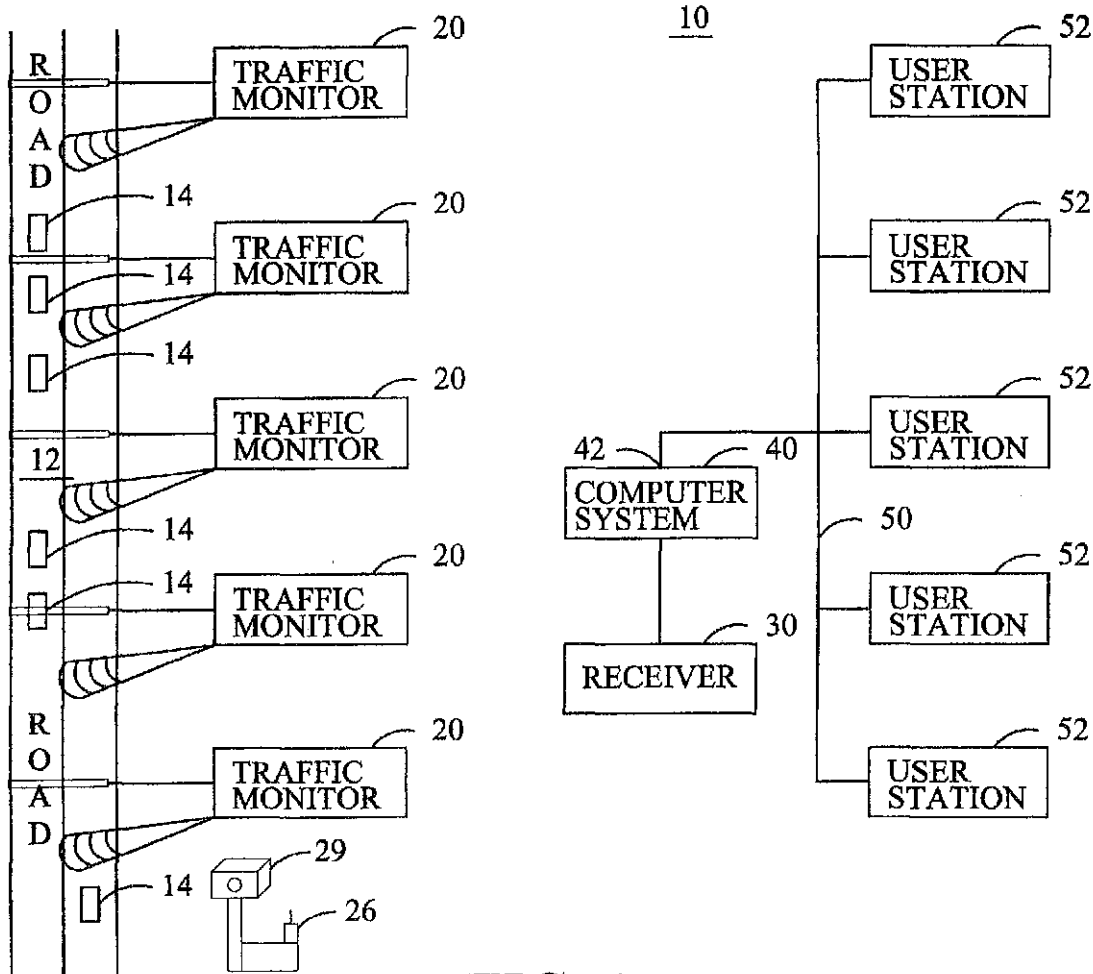 10
20
TRAFFIC
MONITOR
52
USER
STATION
ROAD
14
20
TRAFFIC
MONITOR
52
USER
STATION
14
14
20
TRAFFIC
MONITOR
52
USER
STATION
12
42
40
COMPUTER
SYSTEM
50
14
14
20
TRAFFIC
MONITOR
52
USER
STATION
30
RECEIVER
ROAD
20
TRAFFIC
MONITOR
52
USER
STATION
29
14
26